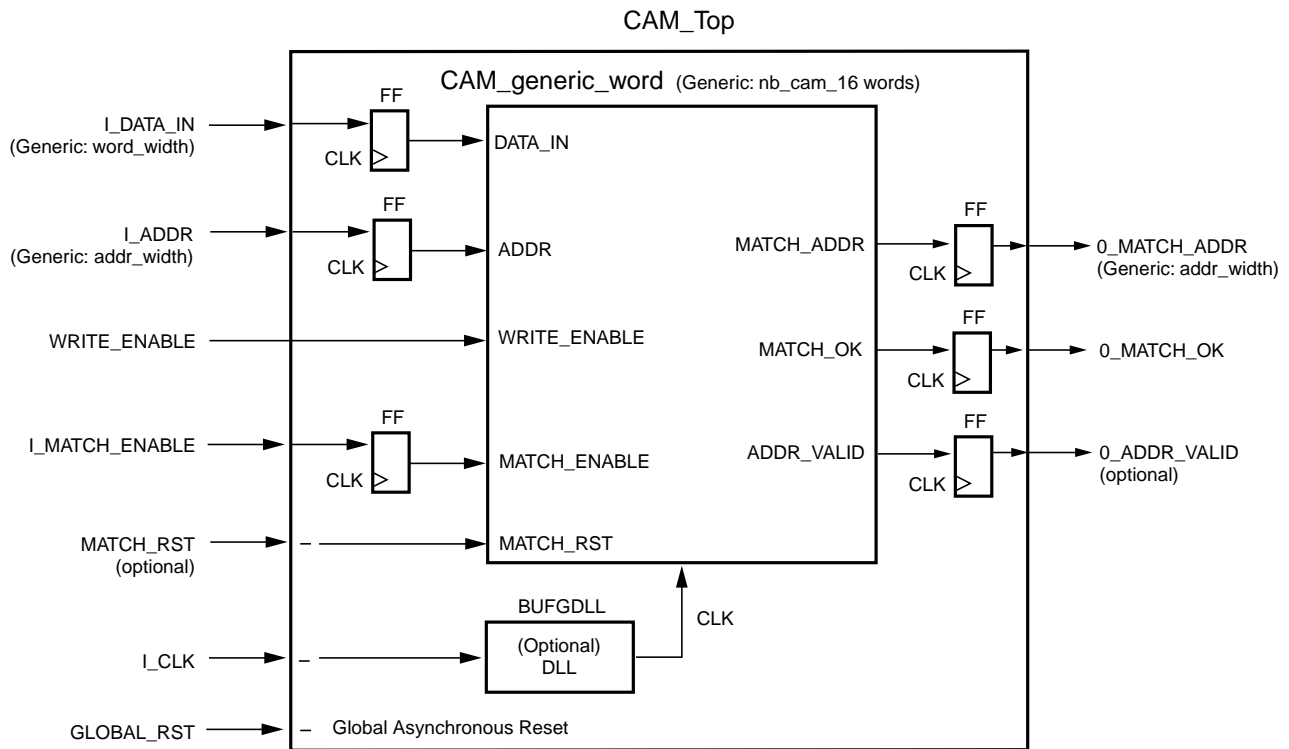 CAM_Top
CAM_generic_word (Generic: nb_cam_16 words)
FF
I_DATA_IN
(Generic: word_width)
CLK
DATA_IN
FF
I_ADDR
(Generic: addr_width)
CLK
ADDR
MATCH_ADDR
FF
CLK
0_MATCH_ADDR
(Generic: addr_width)
WRITE_ENABLE
WRITE_ENABLE
MATCH_OK
FF
CLK
0_MATCH_OK
FF
I_MATCH_ENABLE
CLK
MATCH_ENABLE
ADDR_VALID
FF
CLK
0_ADDR_VALID
(optional)
MATCH_RST
(optional)
MATCH_RST
BUFGDLL
CLK
I_CLK
(Optional)
DLL
GLOBAL_RST
Global Asynchronous Reset